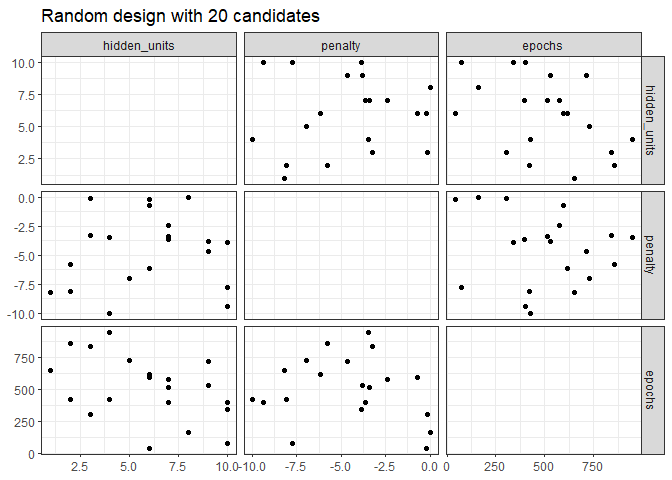 Random design with 20 candidates
hidden_units penalty epochs
10.0
7.5
5.0
2.5
hidden_units
0.0
-2.5
-5.0
-7.5
-10.0
penalty
750
500
250
0
epochs
2.5 5.0 7.5 10.0 -10.0 -7.5 -5.0 -2.5 0.0 0 250 500 750